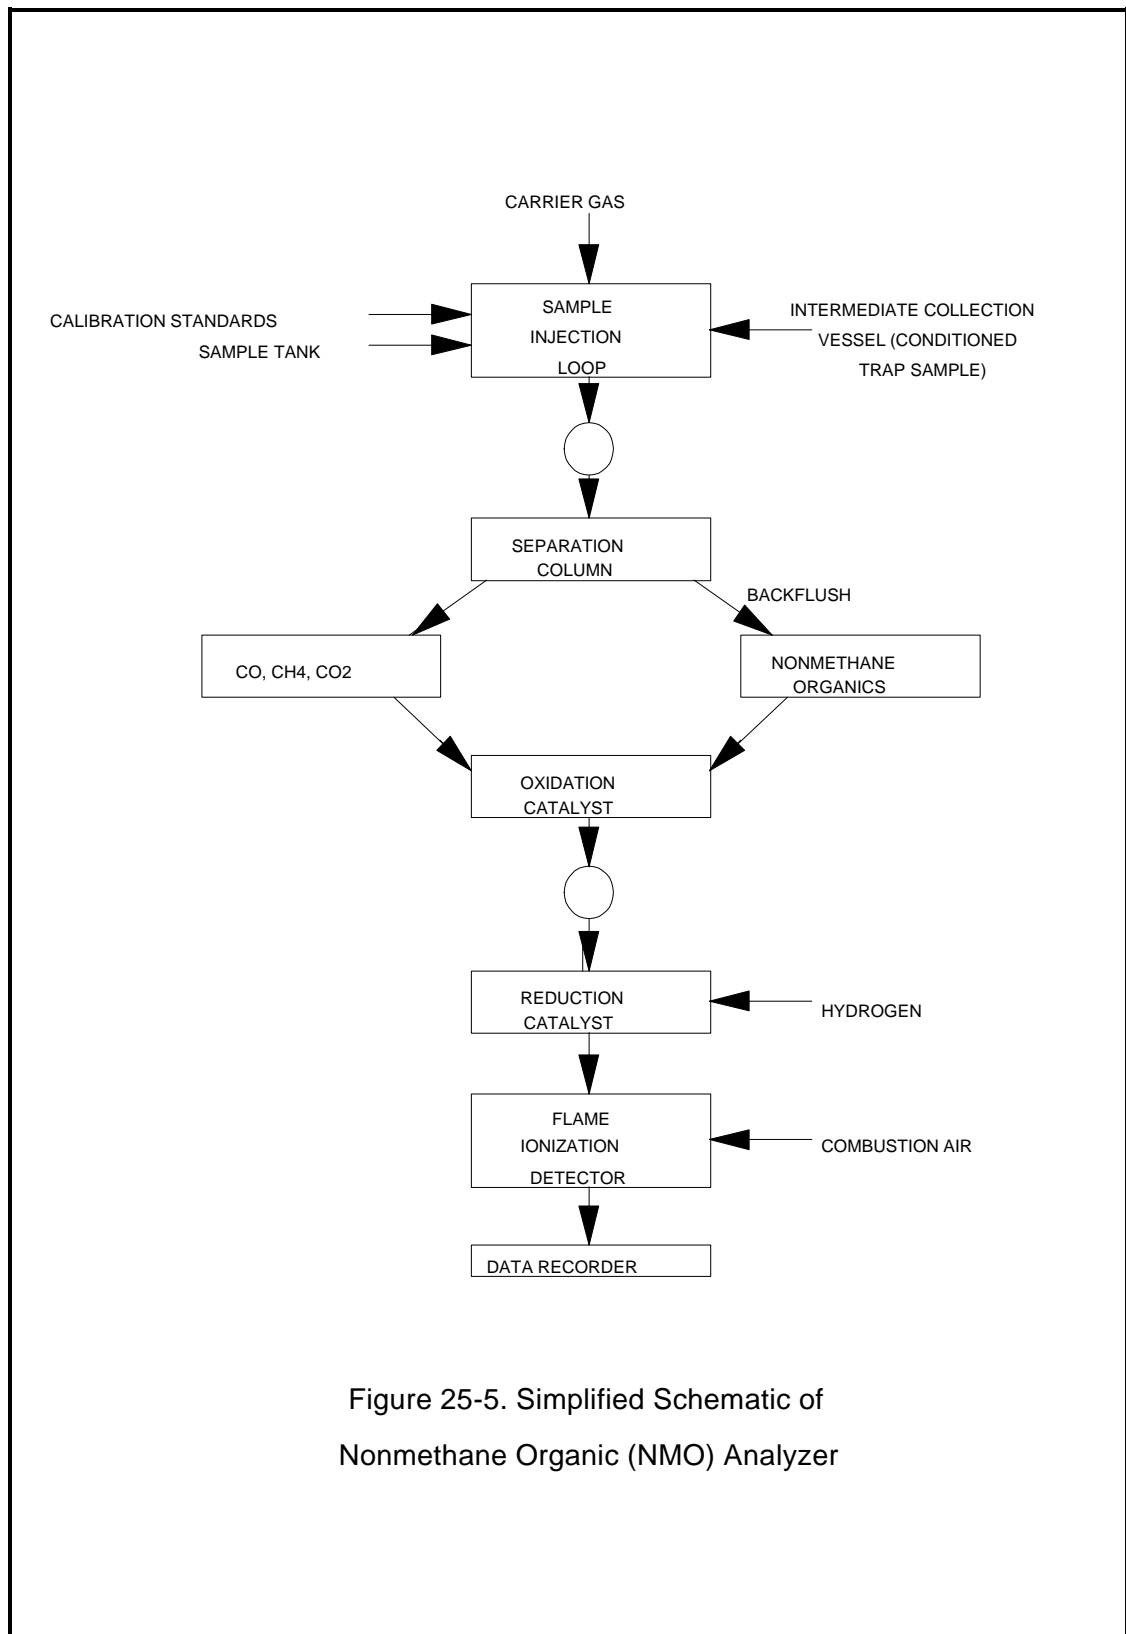 CARRIER GAS
CALIBRATION STANDARDS
SAMPLE TANK
SAMPLE
INJECTION
LOOP
INTERMEDIATE COLLECTION
VESSEL (CONDITIONED
TRAP SAMPLE)
SEPARATION
COLUMN
BACKFLUSH
CO, CH4, CO2
NONMETHANE
ORGANICS
OXIDATION
CATALYST
REDUCTION
CATALYST
HYDROGEN
FLAME
IONIZATION
DETECTOR
COMBUSTION AIR
DATA RECORDER
Figure 25-5. Simplified Schematic of
Nonmethane Organic (NMO) Analyzer